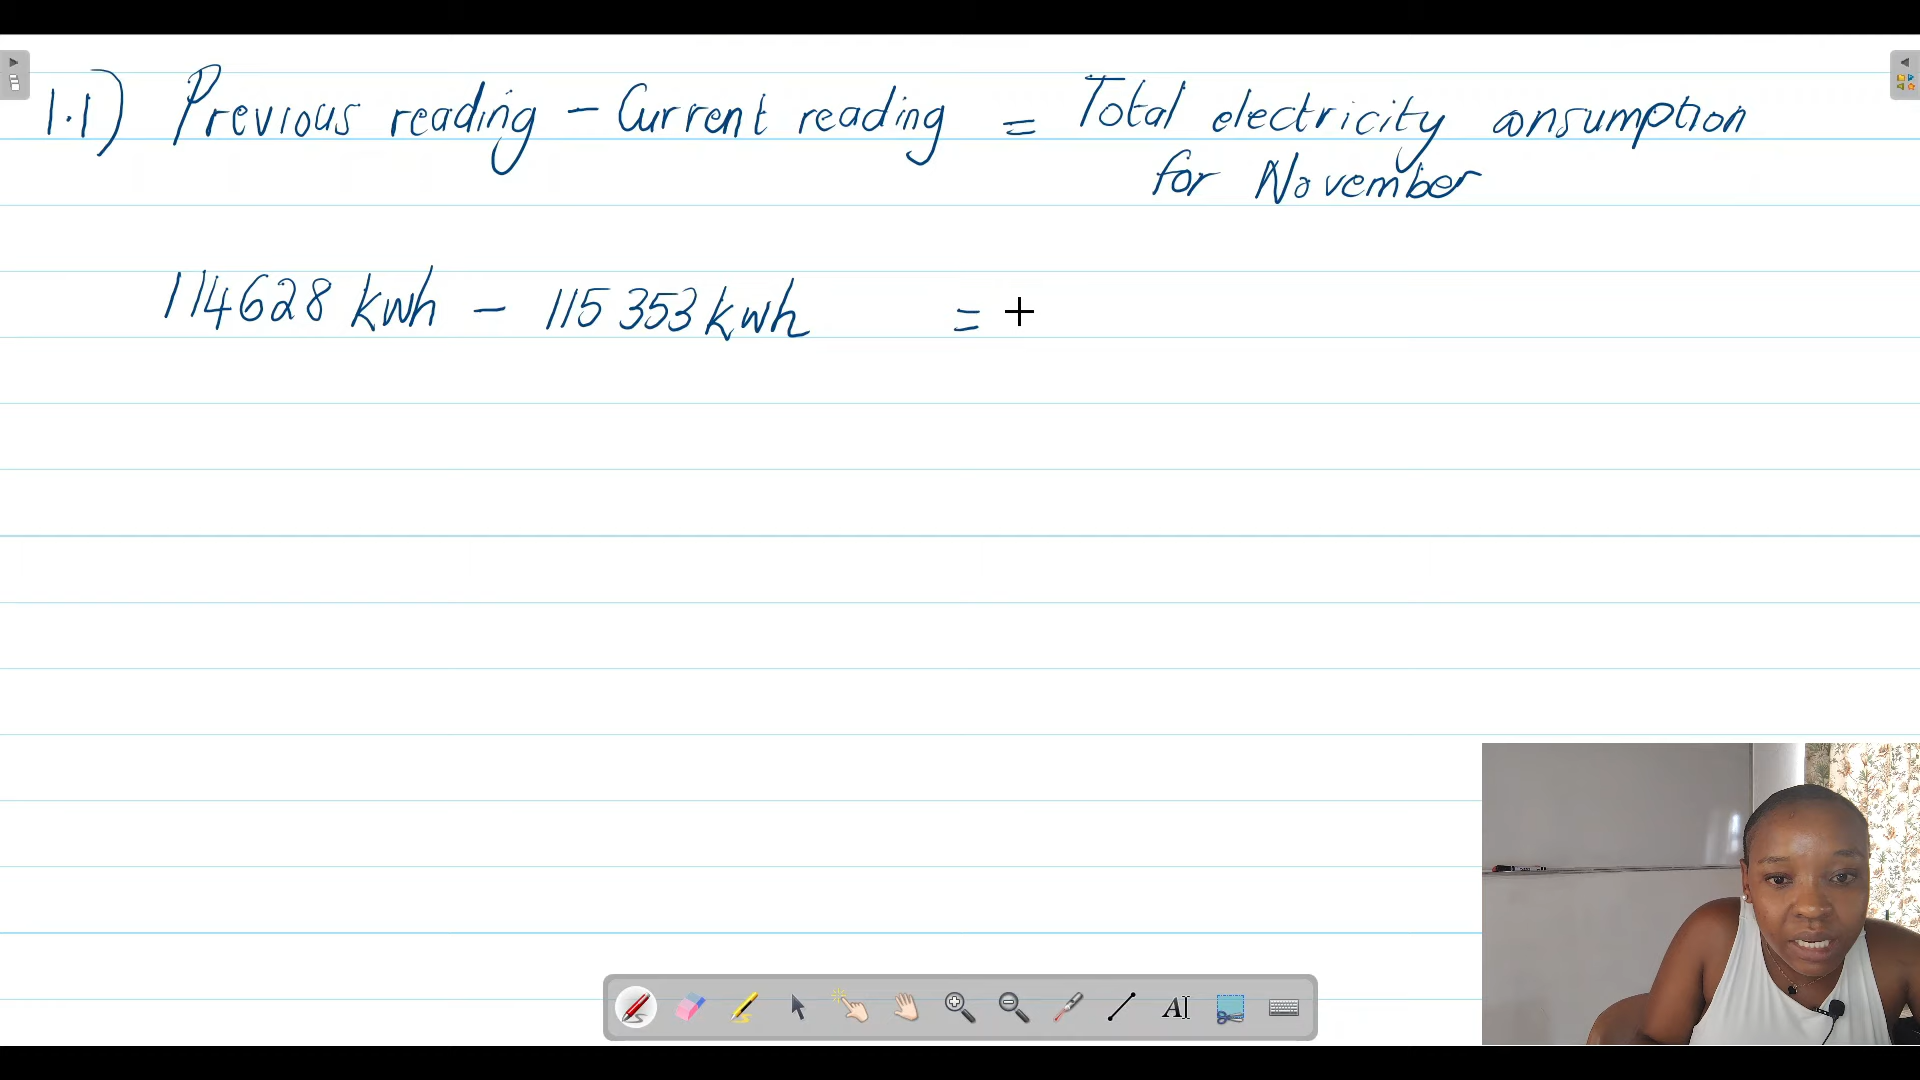 1.1) Previous reading - Current reading = Total electricity consumption
for November
114628 kwh - 115 353 kwh =